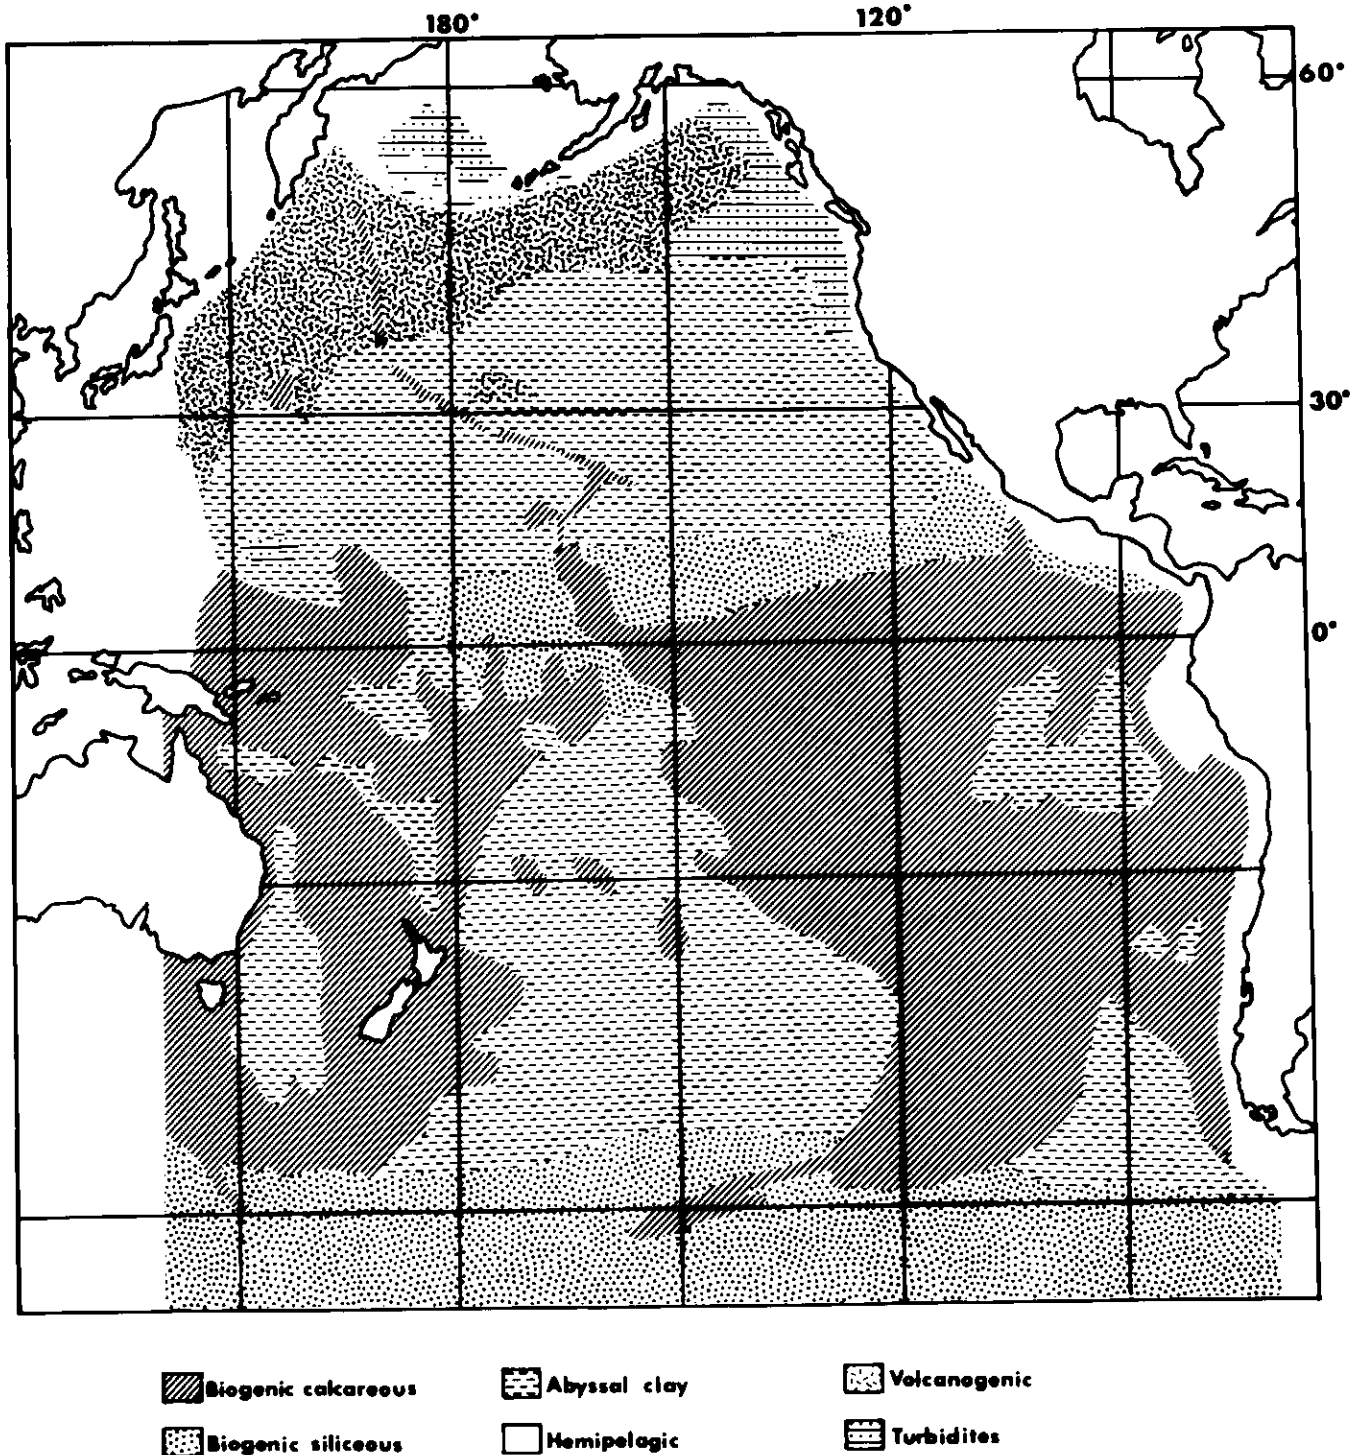 180° 120°
60°
30°
0°
Biogenic calcareous Abyssal clay Volcanogenic
Biogenic siliceous Hemipelagic Turbidites